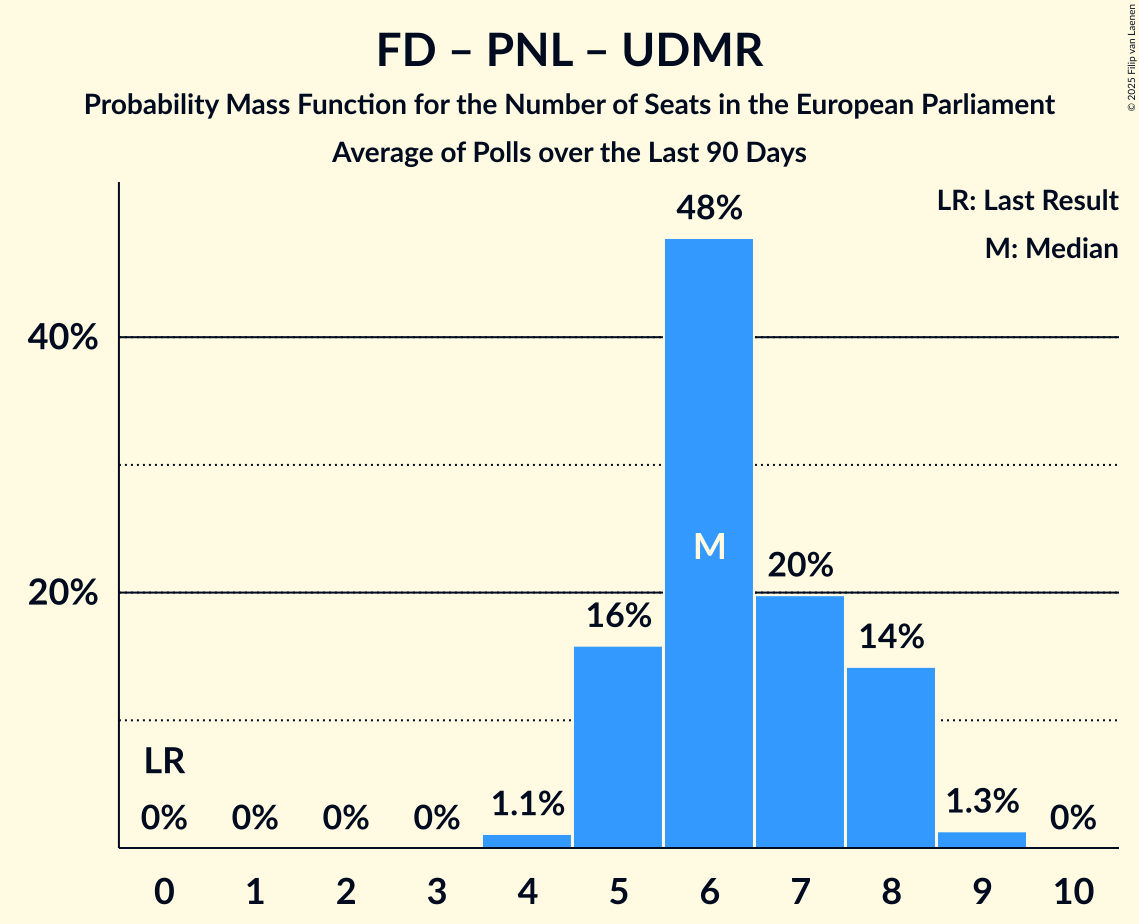 FD – PNL – UDMR
Probability Mass Function for the Number of Seats in the European Parliament
Average of Polls over the Last 90 Days
© 2025 Filip van Laenen
LR: Last Result
M: Median
48%
40%
M
20%
20%
16%
14%
LR
0%
0%
0%
0%
1.1%
1.3%
0%
0 1 2 3 4 5 6 7 8 9 10